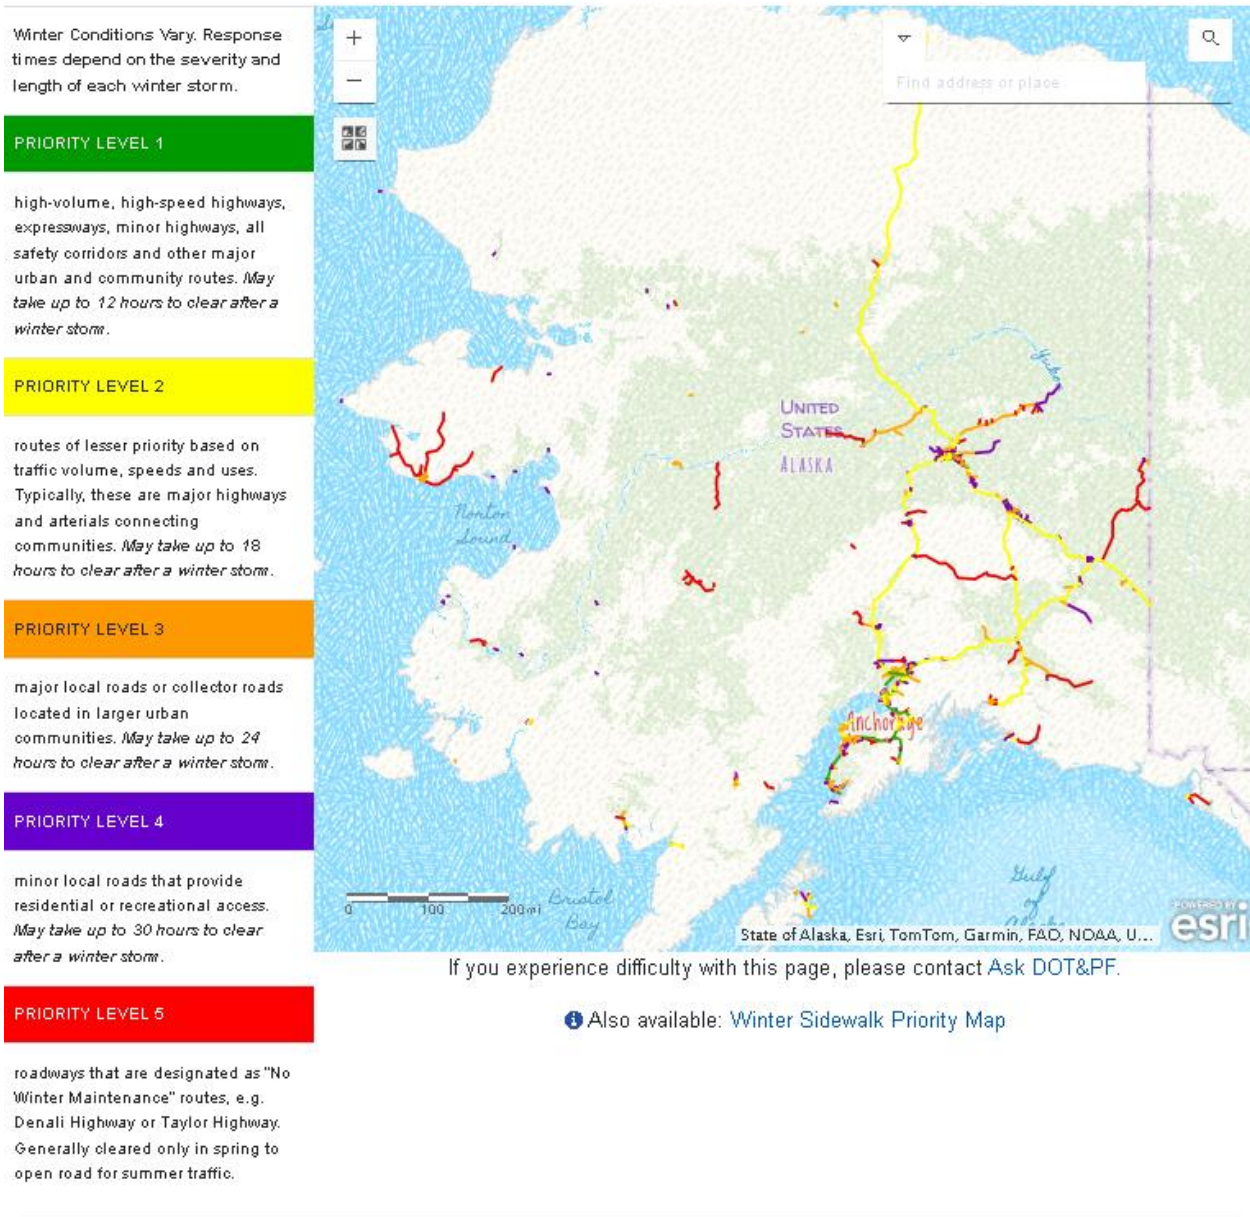 Winter Conditions Vary. Response
times depend on the severity and
length of each winter storm.
PRIORITY LEVEL 1
high-volume, high-speed highways,
expressways, minor highways, all
safety corridors and other major
urban and community routes. May
take up to 12 hours to clear after a
winter storm.
PRIORITY LEVEL 2
routes of lesser priority based on
traffic volume, speeds and uses.
Typically, these are major highways
and arterials connecting
communities. May take up to 18
hours to clear after a winter storm.
PRIORITY LEVEL 3
major local roads or collector roads
located in larger urban
communities. May take up to 24
hours to clear after a winter storm.
PRIORITY LEVEL 4
minor local roads that provide
residential or recreational access.
May take up to 30 hours to clear
after a winter storm.
PRIORITY LEVEL 5
roadways that are designated as "No
Winter Maintenance" routes, e.g.
Denali Highway or Taylor Highway.
Generally cleared only in spring to
open road for summer traffic.
+
−
Find address or place
Yukon
UNITED
STATES
ALASKA
Norton
Sound
Anchorage
Gulf
of
Alaska
Bristol
Bay
0 100 200mi
State of Alaska, Esri, TomTom, Garmin, FAO, NOAA, U...
POWERED BY
esri
If you experience difficulty with this page, please contact Ask DOT&PF.
Also available: Winter Sidewalk Priority Map